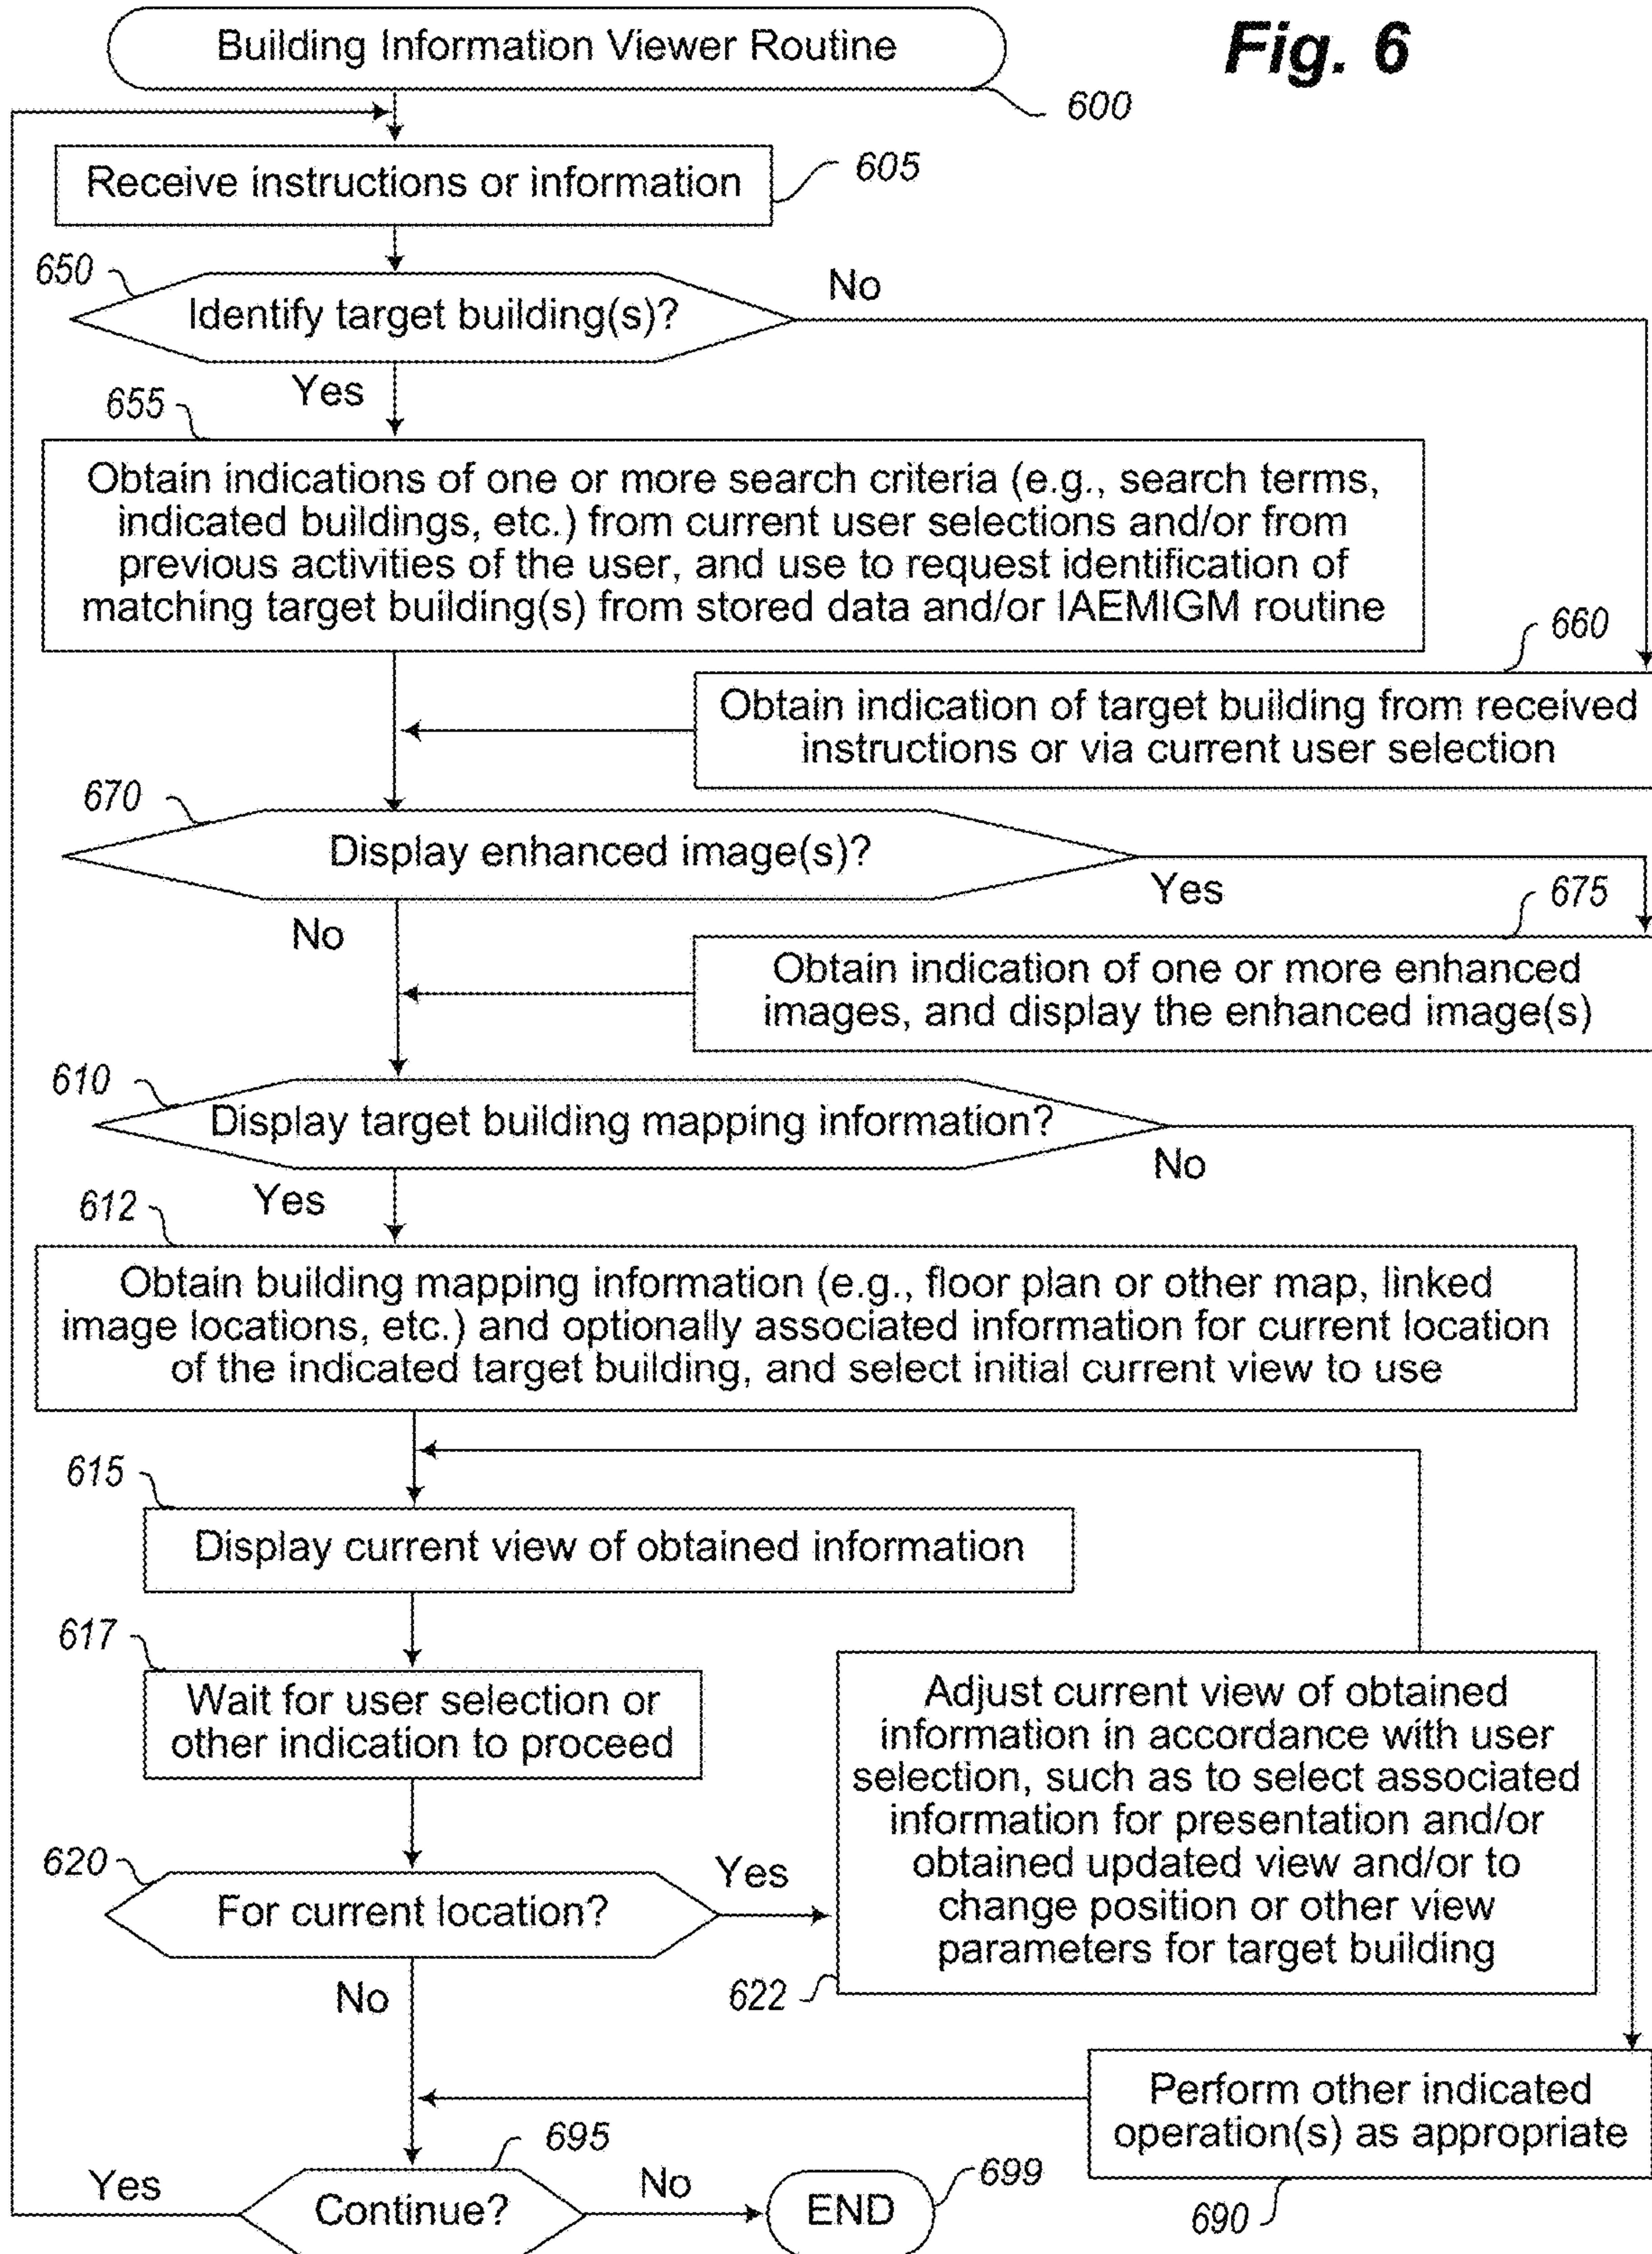 Building Information Viewer Routine
Fig. 6
600
Receive instructions or information
605
650
Identify target building(s)?
No
Yes
655
Obtain indications of one or more search criteria (e.g., search terms,
indicated buildings, etc.) from current user selections and/or from
previous activities of the user, and use to request identification of
matching target building(s) from stored data and/or IAEMIGM routine
660
Obtain indication of target building from received
instructions or via current user selection
670
Display enhanced image(s)?
Yes
No
675
Obtain indication of one or more enhanced
images, and display the enhanced image(s)
610
Display target building mapping information?
No
Yes
612
Obtain building mapping information (e.g., floor plan or other map, linked
image locations, etc.) and optionally associated information for current location
of the indicated target building, and select initial current view to use
615
Display current view of obtained information
617
Wait for user selection or
other indication to proceed
Adjust current view of obtained
information in accordance with user
selection, such as to select associated
information for presentation and/or
obtained updated view and/or to
change position or other view
parameters for target building
620
For current location?
Yes
No
622
Perform other indicated
operation(s) as appropriate
690
695
Yes
Continue?
No
END
699